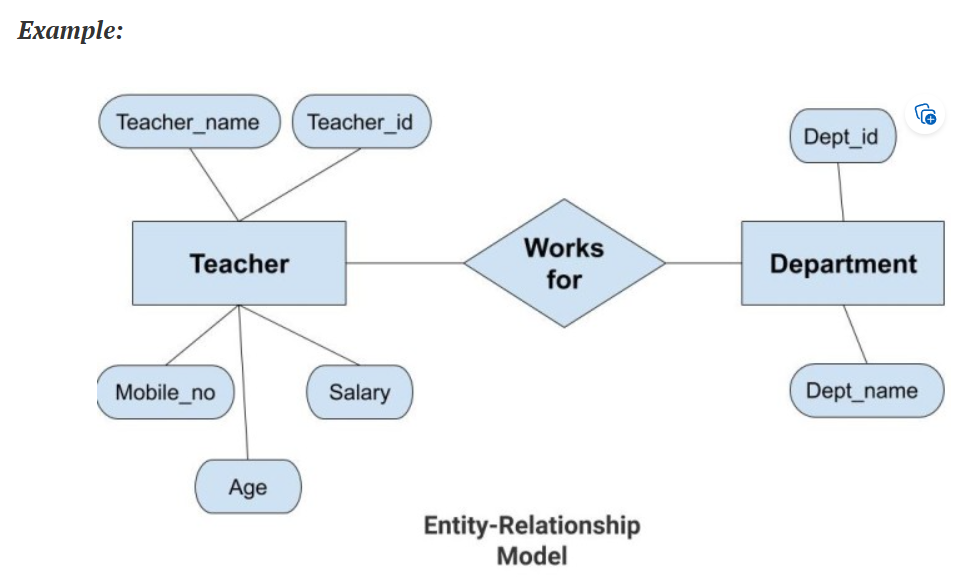 Example:
Teacher_name
Teacher_id
Dept_id
Teacher
Works
for
Department
Mobile_no
Salary
Dept_name
Age
Entity-Relationship
Model